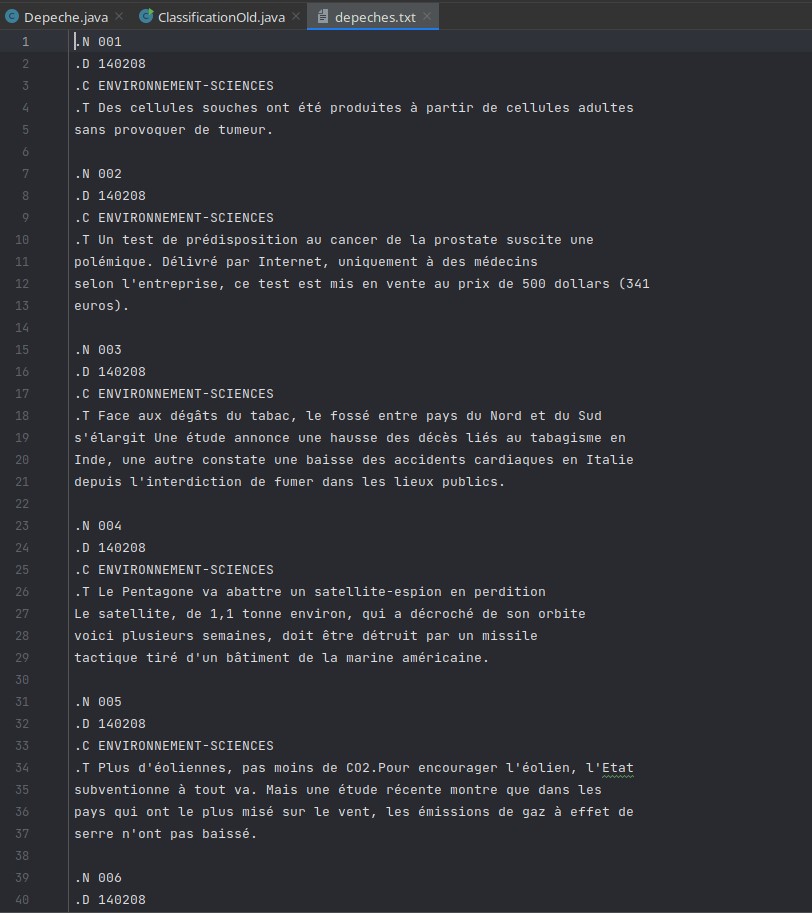 Depeche.java ClassificationOld.java depeches.txt
1 .N 001
2 .D 140208
3 .C ENVIRONNEMENT-SCIENCES
4 .T Des cellules souches ont été produites à partir de cellules adultes
5 sans provoquer de tumeur.
6
7 .N 002
8 .D 140208
9 .C ENVIRONNEMENT-SCIENCES
10 .T Un test de prédisposition au cancer de la prostate suscite une
11 polémique. Délivré par Internet, uniquement à des médecins
12 selon l'entreprise, ce test est mis en vente au prix de 500 dollars (341
13 euros).
14
15 .N 003
16 .D 140208
17 .C ENVIRONNEMENT-SCIENCES
18 .T Face aux dégâts du tabac, le fossé entre pays du Nord et du Sud
19 s'élargit Une étude annonce une hausse des décès liés au tabagisme en
20 Inde, une autre constate une baisse des accidents cardiaques en Italie
21 depuis l'interdiction de fumer dans les lieux publics.
22
23 .N 004
24 .D 140208
25 .C ENVIRONNEMENT-SCIENCES
26 .T Le Pentagone va abattre un satellite-espion en perdition
27 Le satellite, de 1,1 tonne environ, qui a décroché de son orbite
28 voici plusieurs semaines, doit être détruit par un missile
29 tactique tiré d'un bâtiment de la marine américaine.
30
31 .N 005
32 .D 140208
33 .C ENVIRONNEMENT-SCIENCES
34 .T Plus d'éoliennes, pas moins de CO2.Pour encourager l'éolien, l'Etat
35 subventionne à tout va. Mais une étude récente montre que dans les
36 pays qui ont le plus misé sur le vent, les émissions de gaz à effet de
37 serre n'ont pas baissé.
38
39 .N 006
40 .D 140208